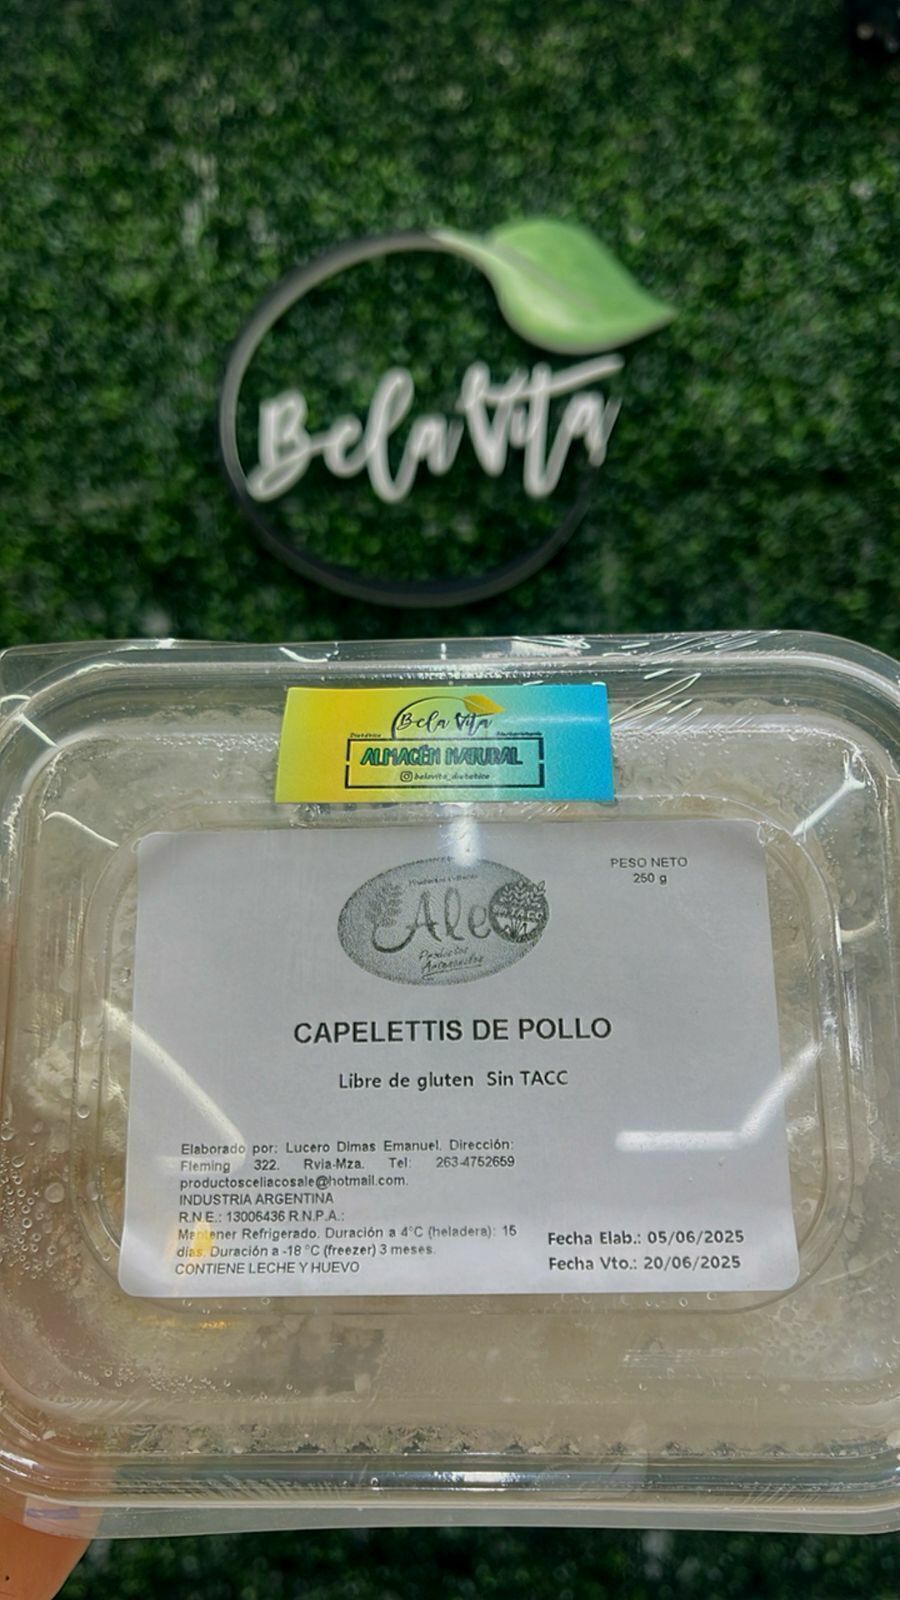 Bela Vita
Bela Vita
Dietética
ALMACÉN NATURAL
belavita_dietetica
PESO NETO
250 g
Ale
Productos
Artesanales
CAPELETTIS DE POLLO
Libre de gluten Sin TACC
Elaborado por: Lucero Dimas Emanuel. Dirección:
Fleming 322. Rvia-Mza. Tel: 263-4752659
productosceliacosale@hotmail.com.
INDUSTRIA ARGENTINA
R.N.E.: 13006436 R.N.P.A.:
Mantener Refrigerado. Duración a 4°C (heladera): 15
días. Duración a -18 °C (freezer) 3 meses.
CONTIENE LECHE Y HUEVO
Fecha Elab.: 05/06/2025
Fecha Vto.: 20/06/2025